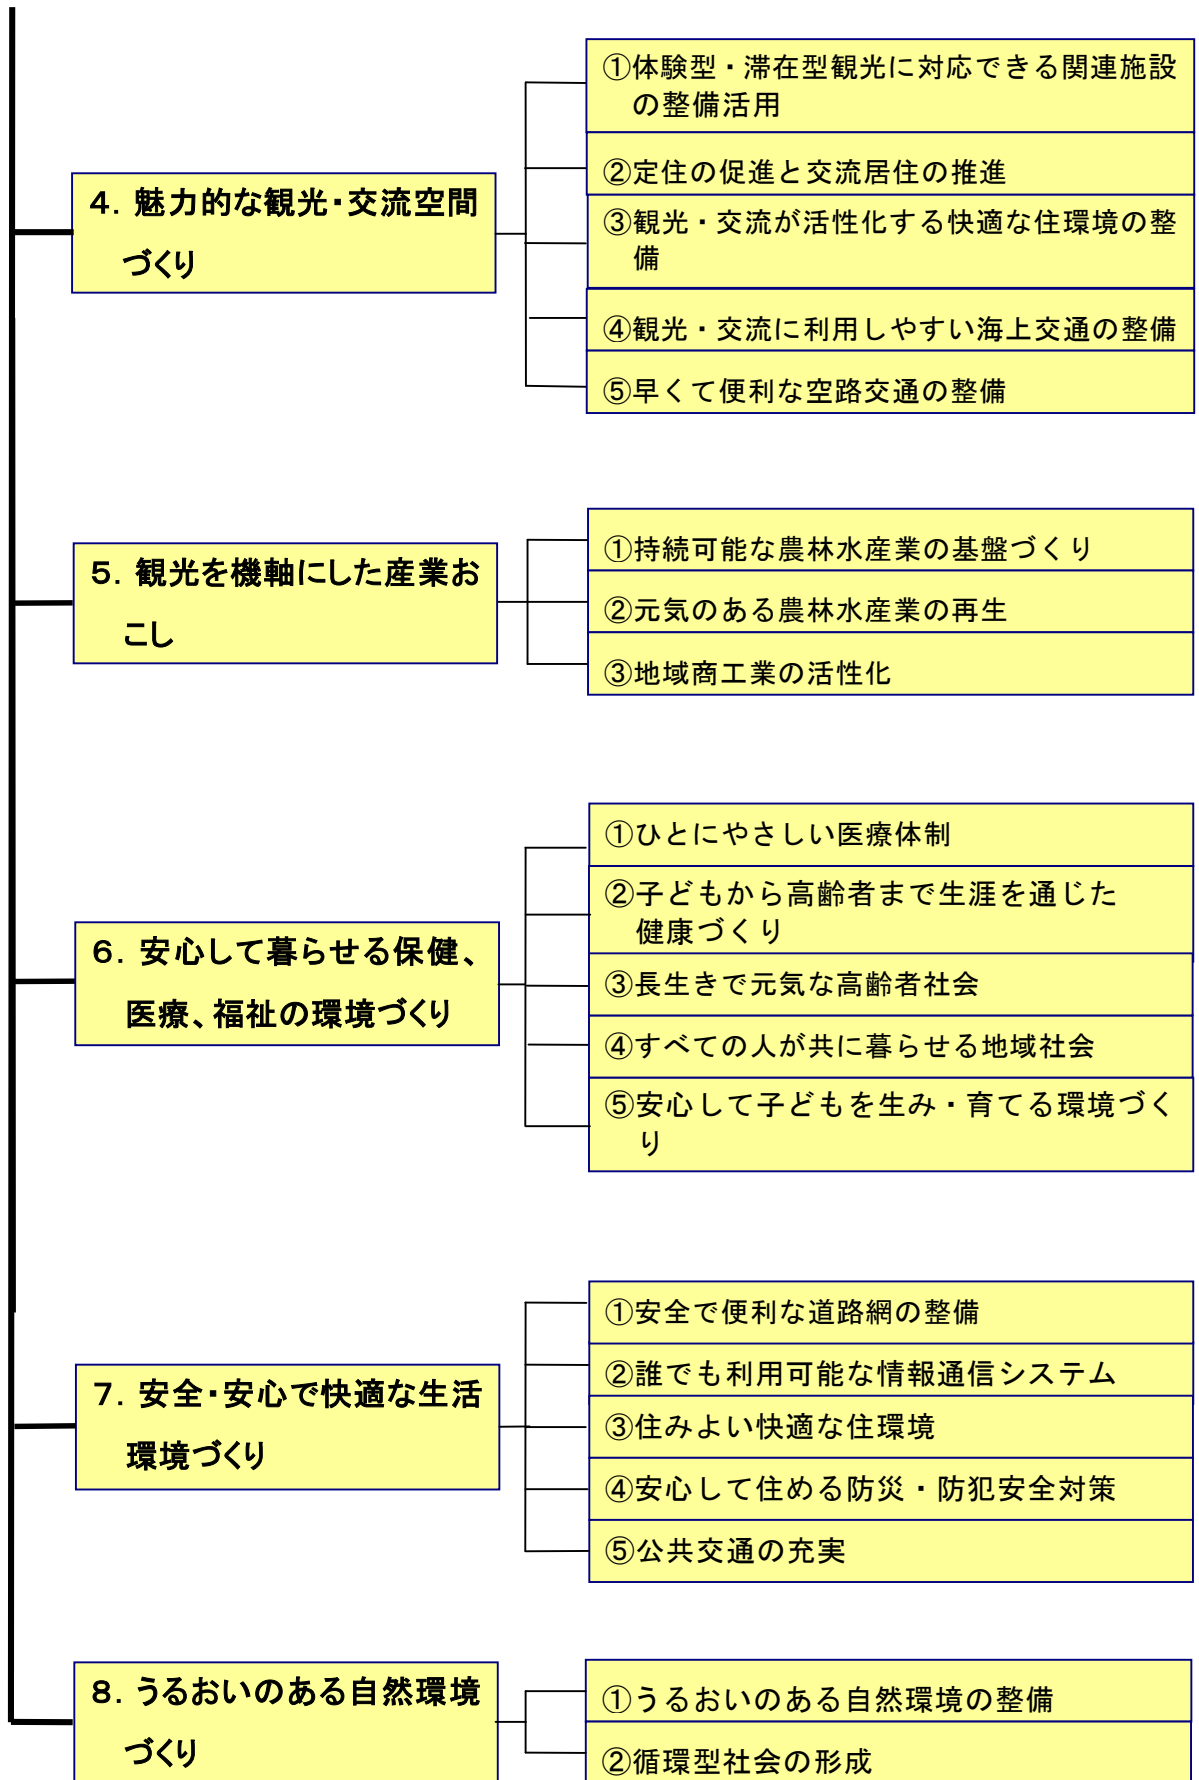 4．魅力的な観光・交流空間
づくり
①体験型・滞在型観光に対応できる関連施設
の整備活用
②定住の促進と交流居住の推進
③観光・交流が活性化する快適な住環境の整
備
④観光・交流に利用しやすい海上交通の整備
⑤早くて便利な空路交通の整備
5．観光を機軸にした産業お
こし
①持続可能な農林水産業の基盤づくり
②元気のある農林水産業の再生
③地域商工業の活性化
6．安心して暮らせる保健、
医療、福祉の環境づくり
①ひとにやさしい医療体制
②子どもから高齢者まで生涯を通じた
健康づくり
③長生きで元気な高齢者社会
④すべての人が共に暮らせる地域社会
⑤安心して子どもを生み・育てる環境づく
り
7．安全・安心で快適な生活
環境づくり
①安全で便利な道路網の整備
②誰でも利用可能な情報通信システム
③住みよい快適な住環境
④安心して住める防災・防犯安全対策
⑤公共交通の充実
8．うるおいのある自然環境
づくり
①うるおいのある自然環境の整備
②循環型社会の形成